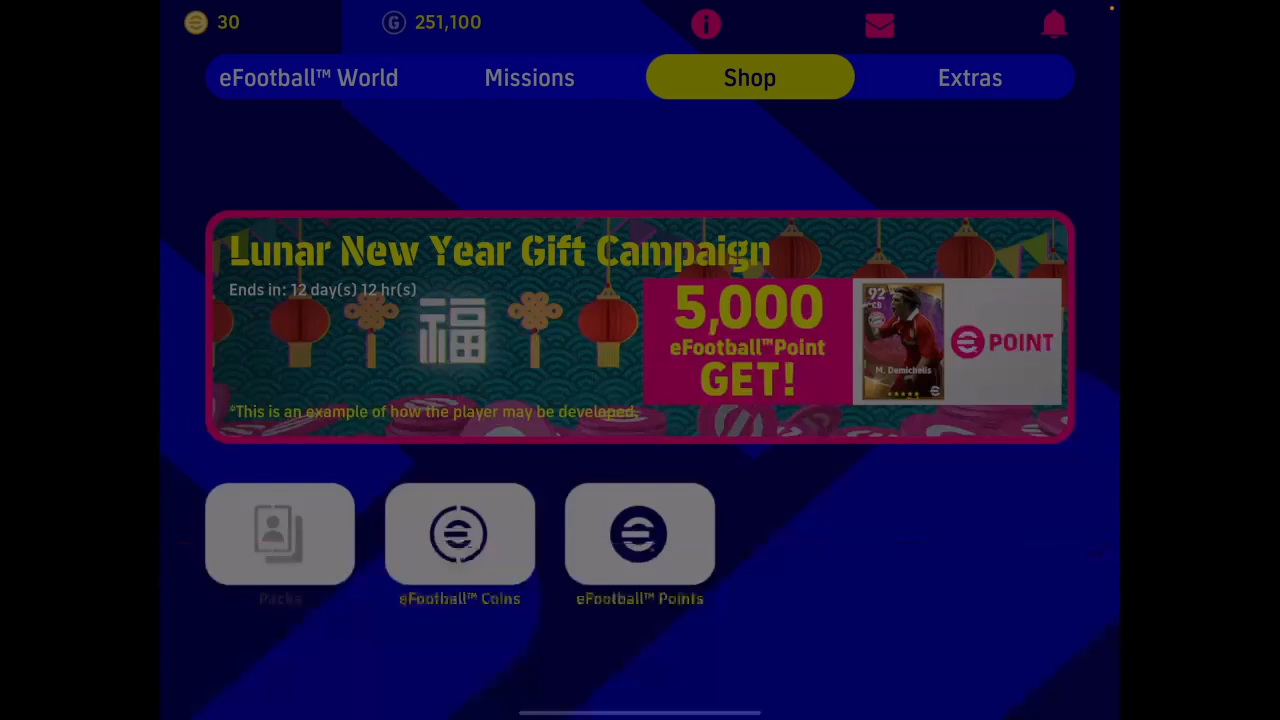 30
251,100
eFootball™ World
Missions
Shop
Extras
Lunar New Year Gift Campaign
Ends in: 12 day(s) 12 hr(s)
福
5,000
eFootball™Point
GET!
92
CB
M. Demichelis
POINT
*This is an example of how the player may be developed.
Packs
eFootball™ Coins
eFootball™ Points